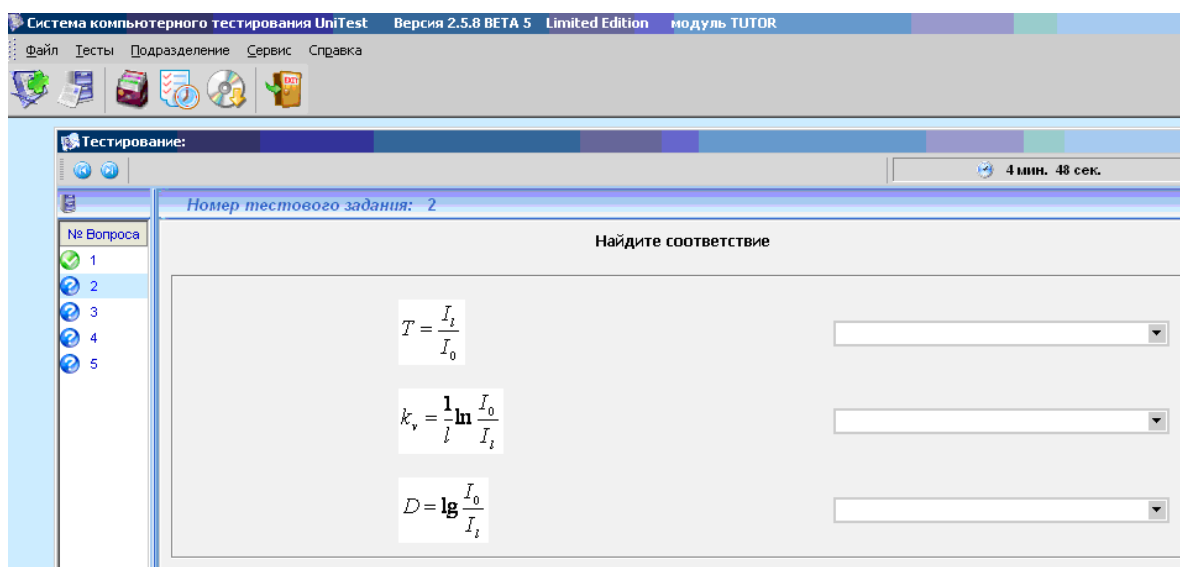 Система компьютерного тестирования UniTest Версия 2.5.8 BETA 5 Limited Edition модуль TUTOR
Файл Тесты Подразделение Сервис Справка
EXIT
Тестирование:
4 мин. 48 сек.
Номер тестового задания: 2
№ Вопроса
Найдите соответствие
1
2
3
4
5
T = I_l / I_0
k_ν = 1/l ln I_0 / I_l
D = lg I_0 / I_l